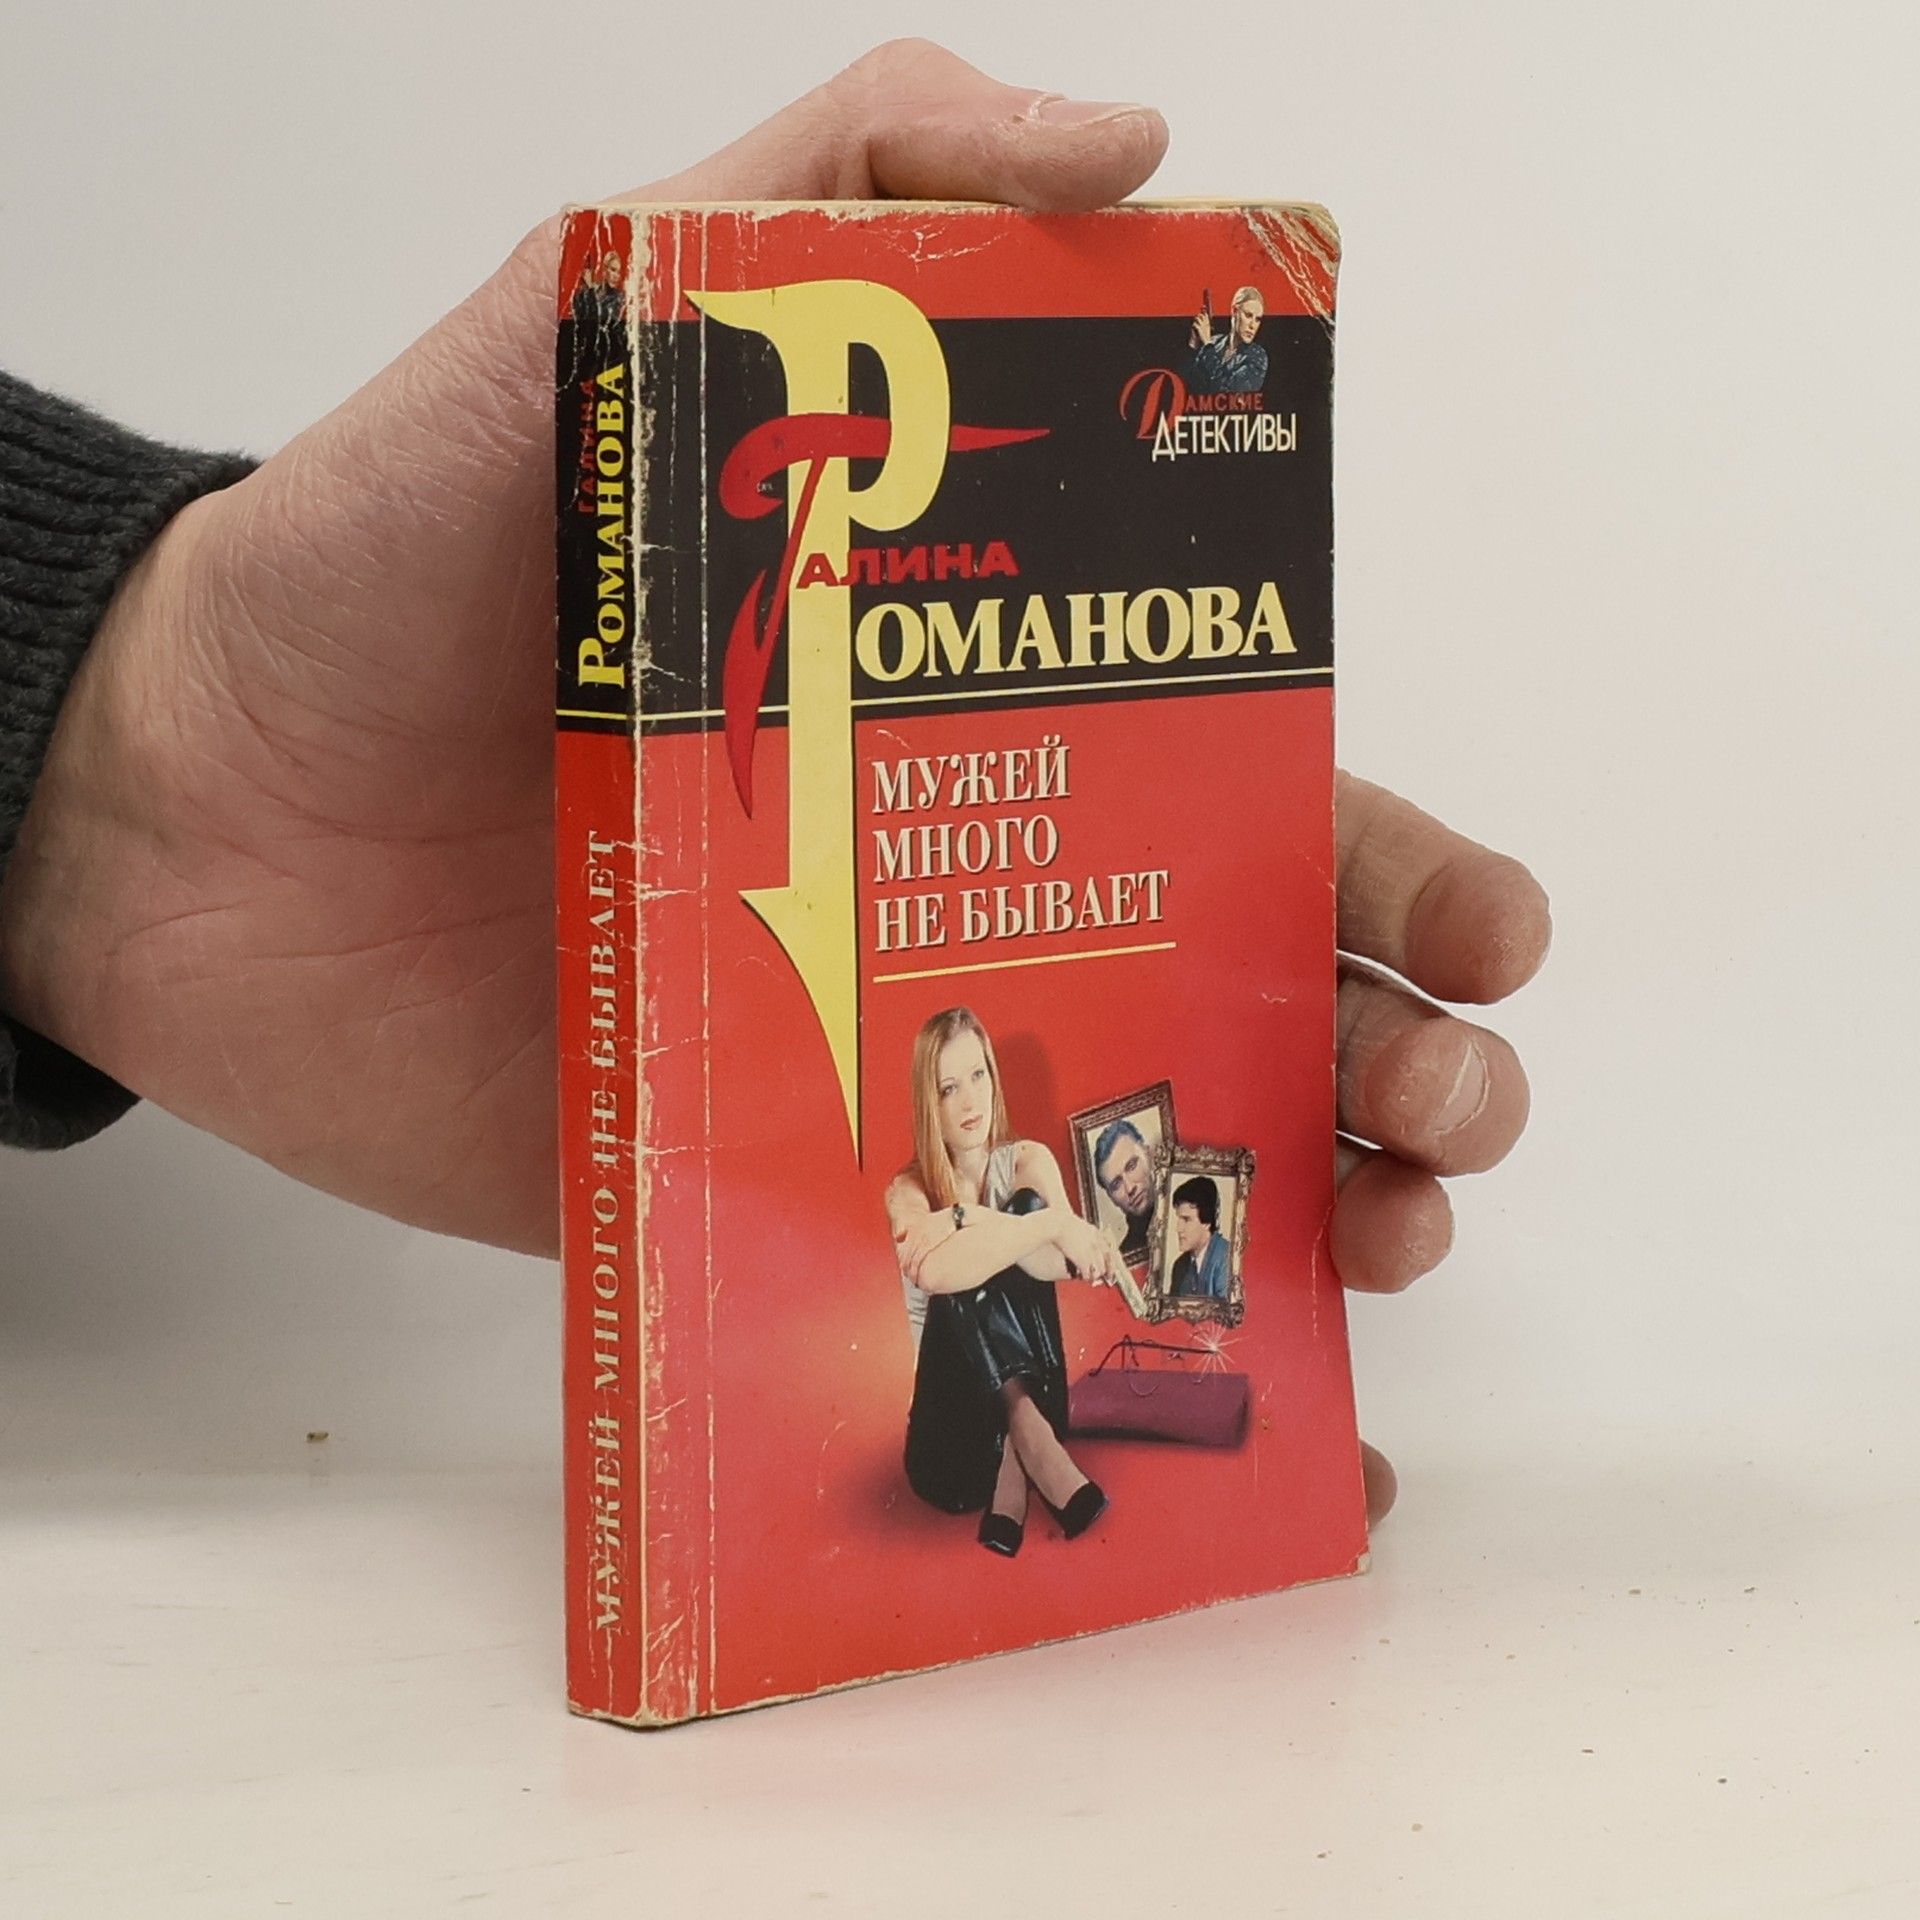 ГАЛИНА
РОМАНОВА
МУЖЕЙ МНОГО НЕ БЫВАЕТ
ДАМСКИЕ
ДЕТЕКТИВЫ
ГАЛИНА
РОМАНОВА
МУЖЕЙ
МНОГО
НЕ БЫВАЕТ